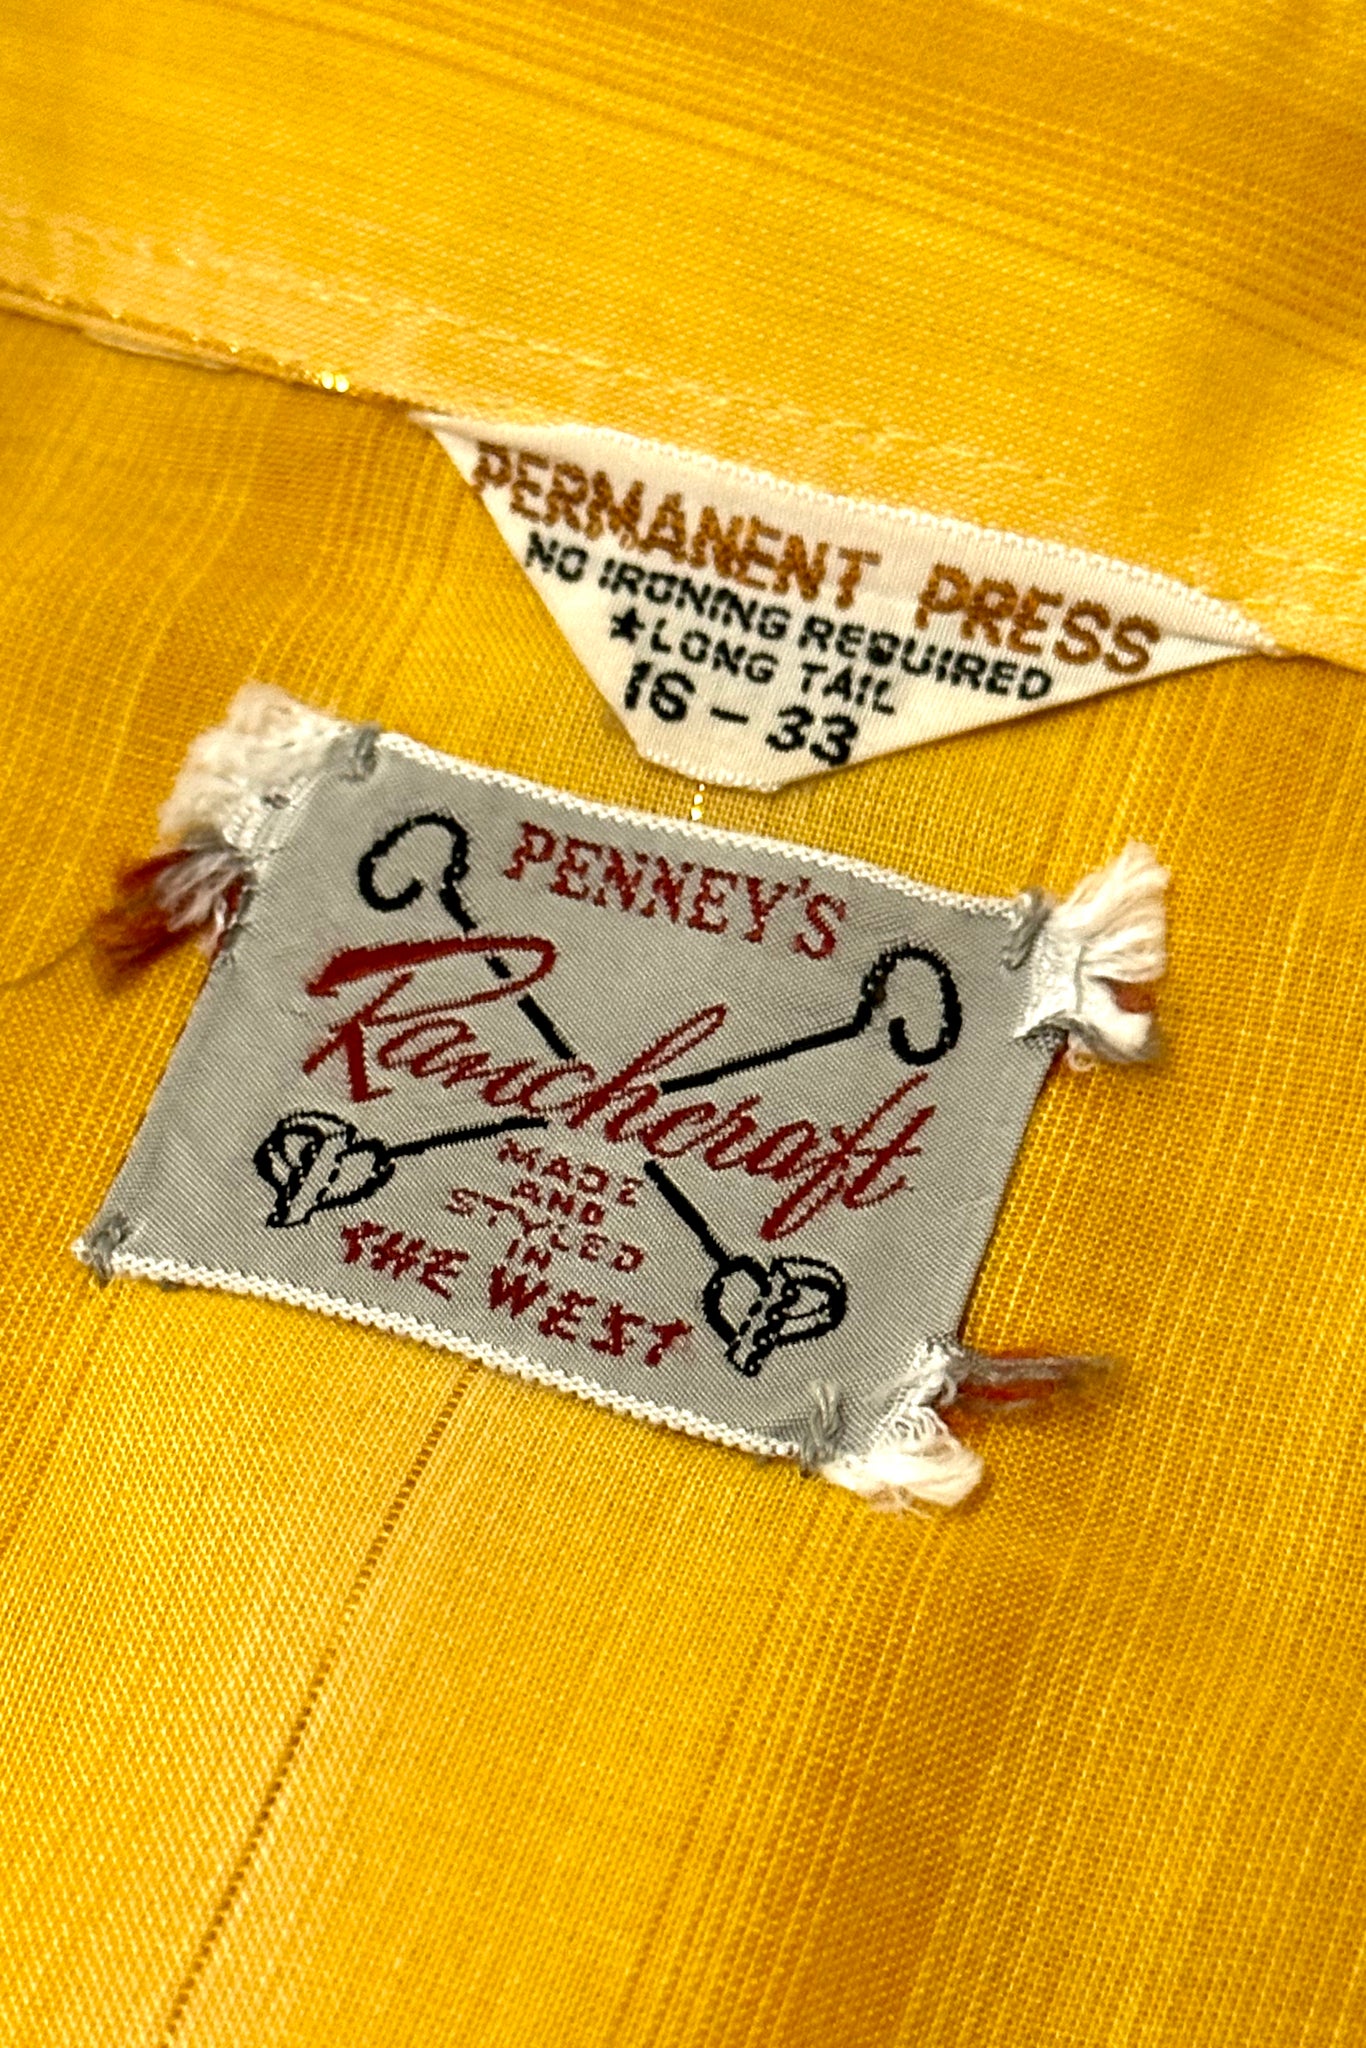 PERMANENT PRESS
NO IRONING REQUIRED
★LONG TAIL
16 - 33
PENNEY'S
Ranchcraft
MADE
AND
STYLED
IN
THE WEST